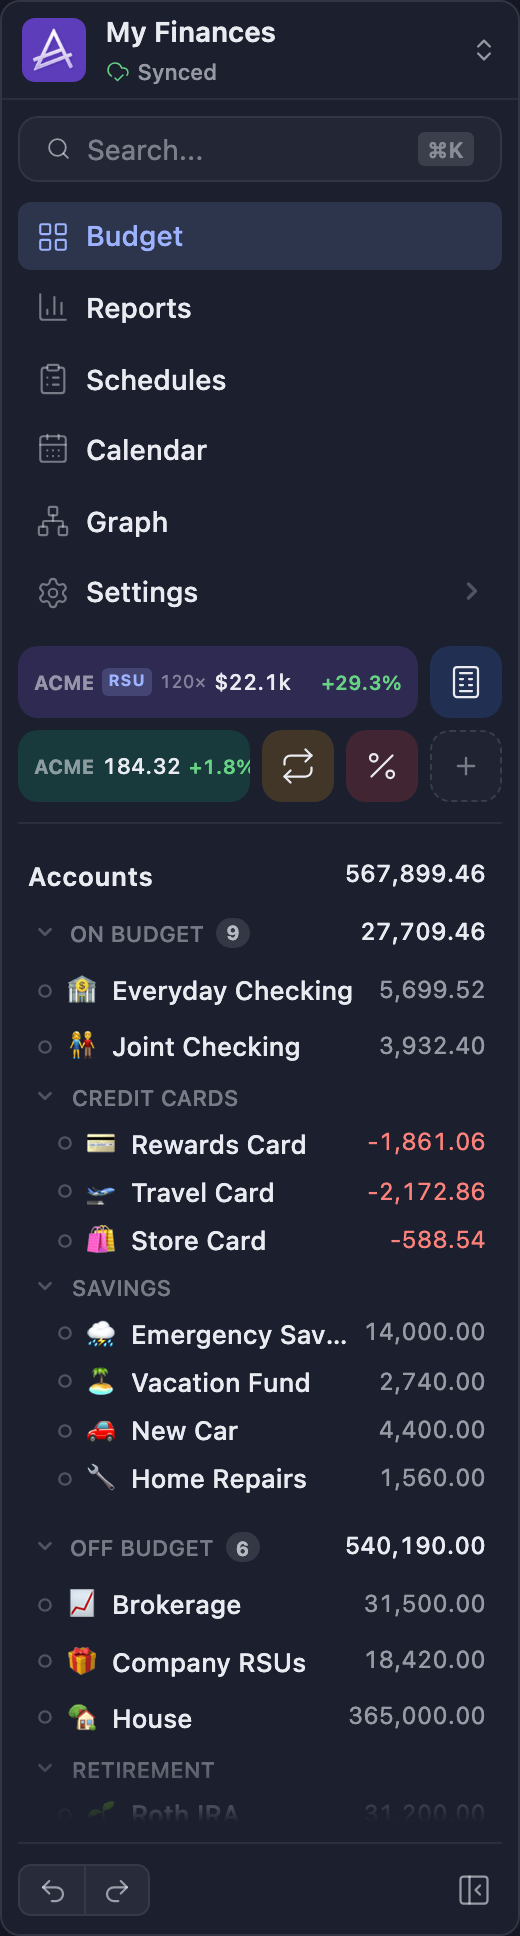 My Finances
Synced
Search... ⌘K
Budget
Reports
Schedules
Calendar
Graph
Settings
ACME RSU 120× $22.1k +29.3%
ACME 184.32 +1.8%
Accounts 567,899.46
ON BUDGET 9 27,709.46
Everyday Checking 5,699.52
Joint Checking 3,932.40
CREDIT CARDS
Rewards Card -1,861.06
Travel Card -2,172.86
Store Card -588.54
SAVINGS
Emergency Sav... 14,000.00
Vacation Fund 2,740.00
New Car 4,400.00
Home Repairs 1,560.00
OFF BUDGET 6 540,190.00
Brokerage 31,500.00
Company RSUs 18,420.00
House 365,000.00
RETIREMENT
Roth IRA 31,200.00